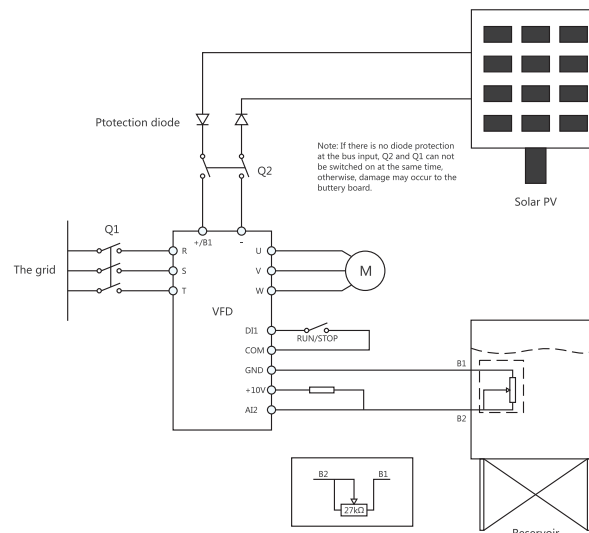 Ptotection diode
Q2
Note: If there is no diode protection
at the bus input, Q2 and Q1 can not
be switched on at the same time,
otherwise, damage may occur to the
buttery board.
Solar PV
Q1
The grid
+/B1
-
R
S
T
U
V
W
M
VFD
DI1
RUN/STOP
COM
GND
+10V
AI2
B1
B2
B2
B1
27kΩ
Reservoir